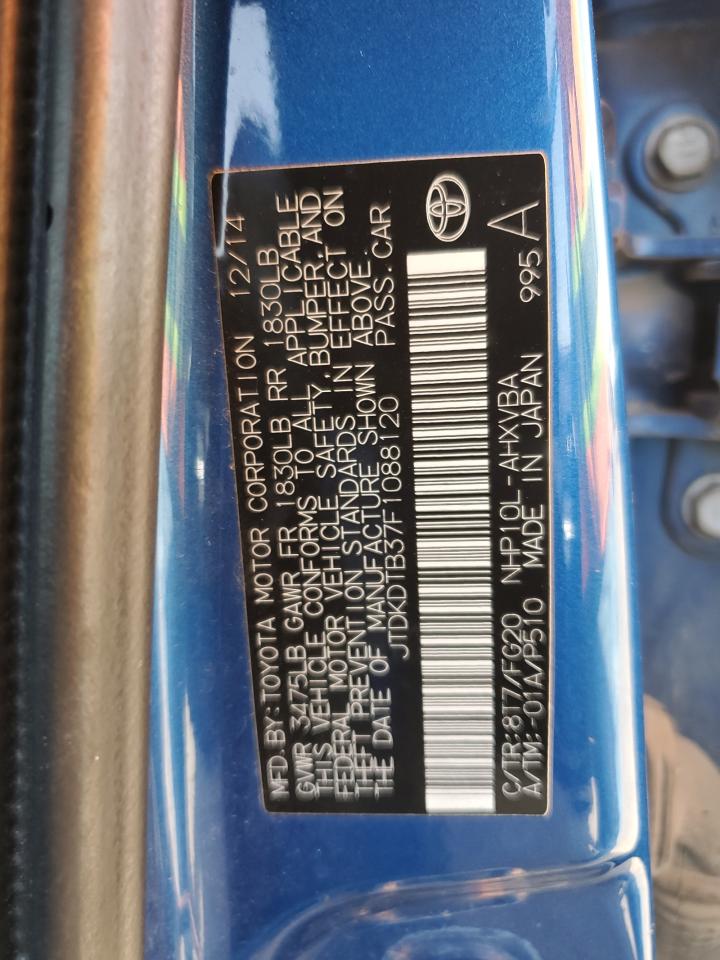 MFD.BY:TOYOTA MOTOR CORPORATION 12/14
GVWR 3475LB GAWR FR 1830LB RR 1830LB
THIS VEHICLE CONFORMS TO ALL APPLICABLE
FEDERAL MOTOR VEHICLE SAFETY, BUMPER, AND
THEFT PREVENTION STANDARDS IN EFFECT ON
THE DATE OF MANUFACTURE SHOWN ABOVE.
JTDKDTB37F1088120 PASS.CAR
C/TR:8T7/FG20 NHP10L-AHXVBA
A/TM:-01A/P510 MADE IN JAPAN 995 A